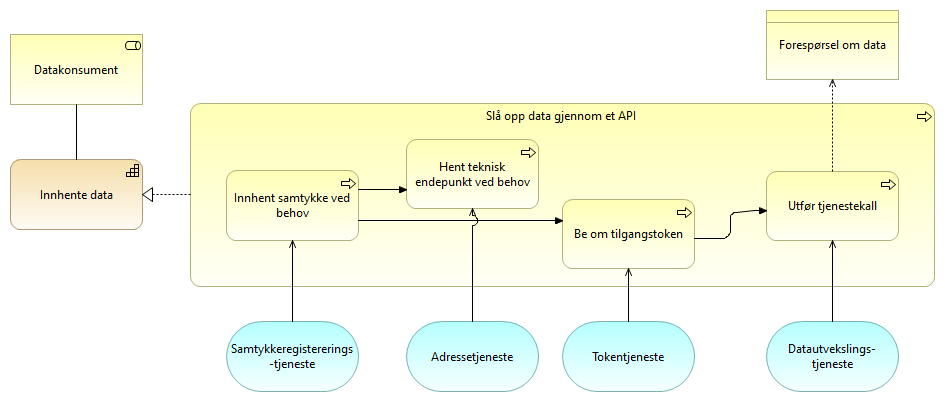 Datakonsument
Innhente data
Forespørsel om data
Slå opp data gjennom et API
Innhent samtykke ved
behov
Hent teknisk
endepunkt ved behov
Be om tilgangstoken
Utfør tjenestekall
Samtykkeregistererings
-tjeneste
Adressetjeneste
Tokentjeneste
Datautvekslings-
tjeneste